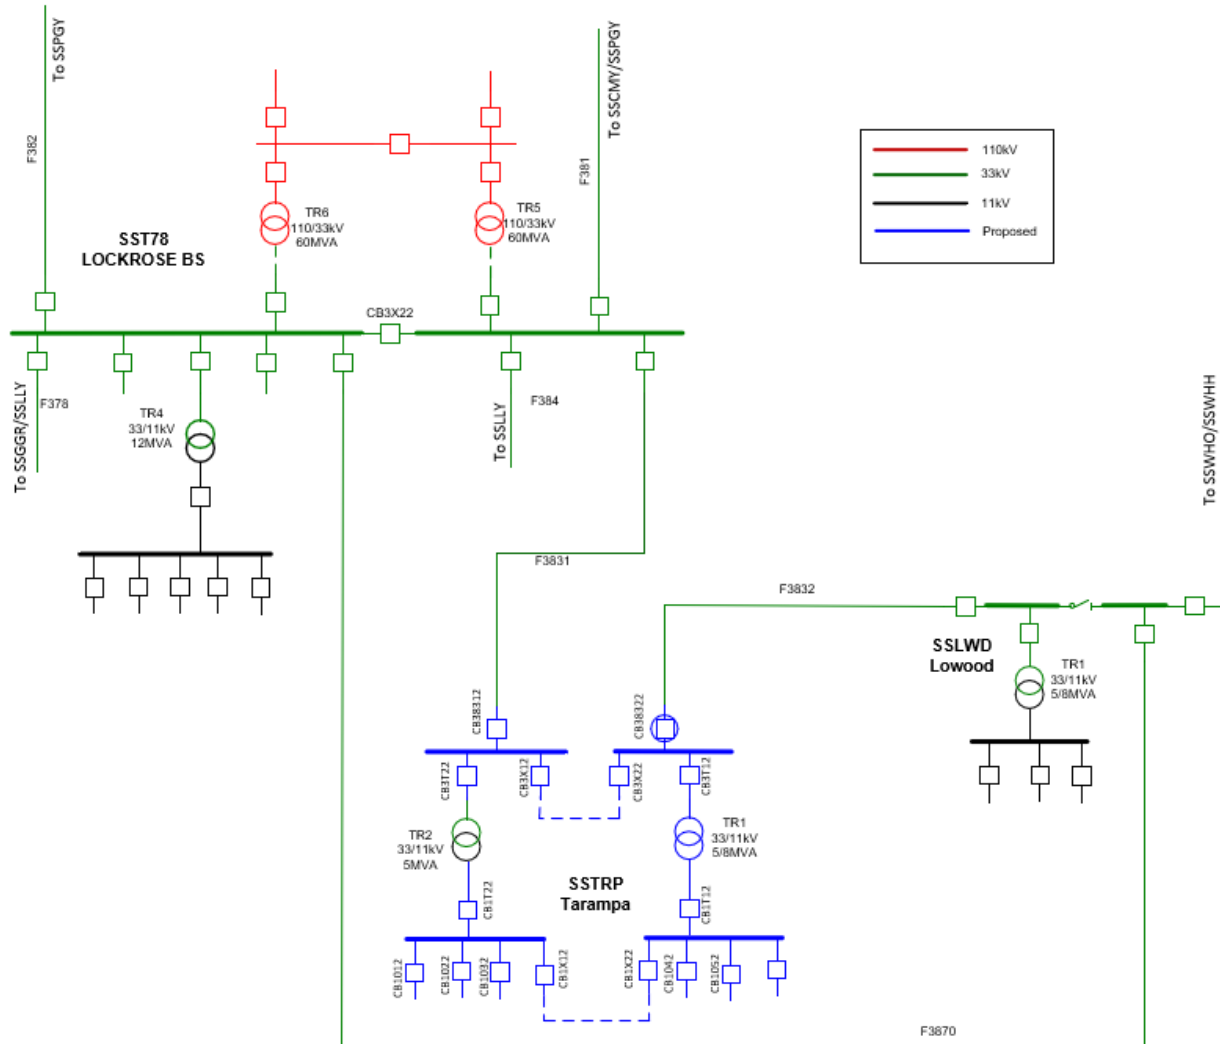 To SSPGY
F382
To SSCMY/SSPGY
F381
110kV
33kV
11kV
Proposed
TR6
110/33kV
60MVA
TR5
110/33kV
60MVA
SST78
LOCKROSE BS
CB3X22
To SSGGR/SSLLY
F378
TR4
33/11kV
12MVA
To SSLLY
F384
To SSWHO/SSWHH
F3831
F3832
SSLWD
Lowood
TR1
33/11kV
5/8MVA
CB38312
CB38322
CB3T22
CB3X12
CB3X22
CB3T12
TR2
33/11kV
5MVA
TR1
33/11kV
5/8MVA
SSTRP
Tarampa
CB1T22
CB1T12
CB1012
CB1022
CB1032
CB1X12
CB1X22
CB1042
CB1052
F3870